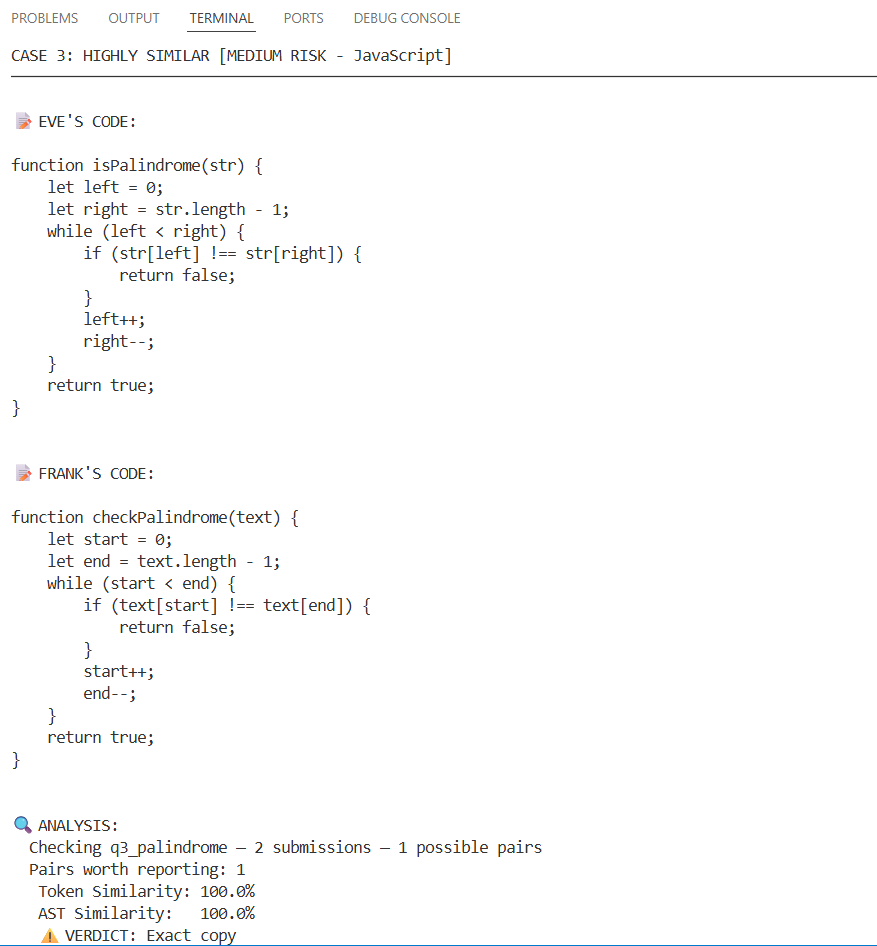 PROBLEMS OUTPUT TERMINAL PORTS DEBUG CONSOLE
CASE 3: HIGHLY SIMILAR [MEDIUM RISK - JavaScript]
📝 EVE'S CODE:
function isPalindrome(str) {
    let left = 0;
    let right = str.length - 1;
    while (left < right) {
        if (str[left] !== str[right]) {
            return false;
        }
        left++;
        right--;
    }
    return true;
}
📝 FRANK'S CODE:
function checkPalindrome(text) {
    let start = 0;
    let end = text.length - 1;
    while (start < end) {
        if (text[start] !== text[end]) {
            return false;
        }
        start++;
        end--;
    }
    return true;
}
🔍 ANALYSIS:
  Checking q3_palindrome — 2 submissions — 1 possible pairs
  Pairs worth reporting: 1
   Token Similarity: 100.0%
   AST Similarity:   100.0%
   ⚠️ VERDICT: Exact copy